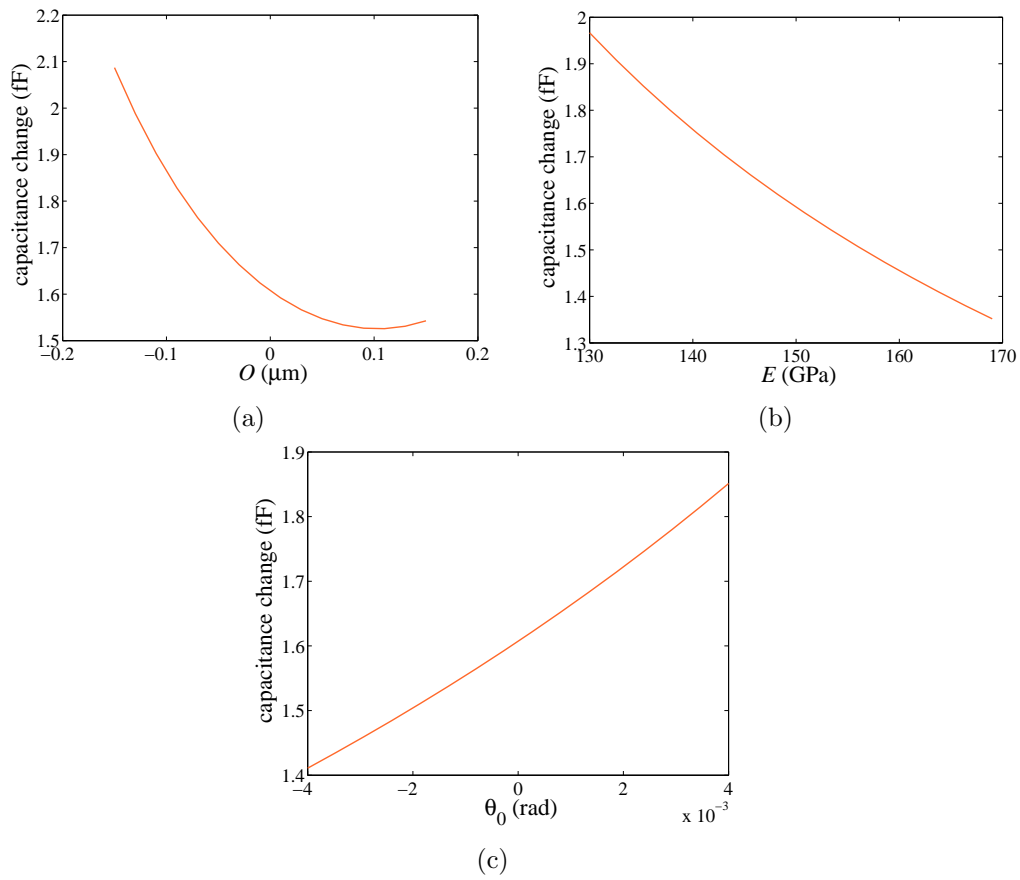 2.2
2.1
2
1.9
1.8
1.7
1.6
1.5
−0.2 −0.1 0 0.1 0.2
capacitance change (fF)
O (μm)
(a)
2
1.9
1.8
1.7
1.6
1.5
1.4
1.3
130 140 150 160 170
capacitance change (fF)
E (GPa)
(b)
1.9
1.8
1.7
1.6
1.5
1.4
−4 −2 0 2 4
capacitance change (fF)
θ0 (rad)
x 10−3
(c)